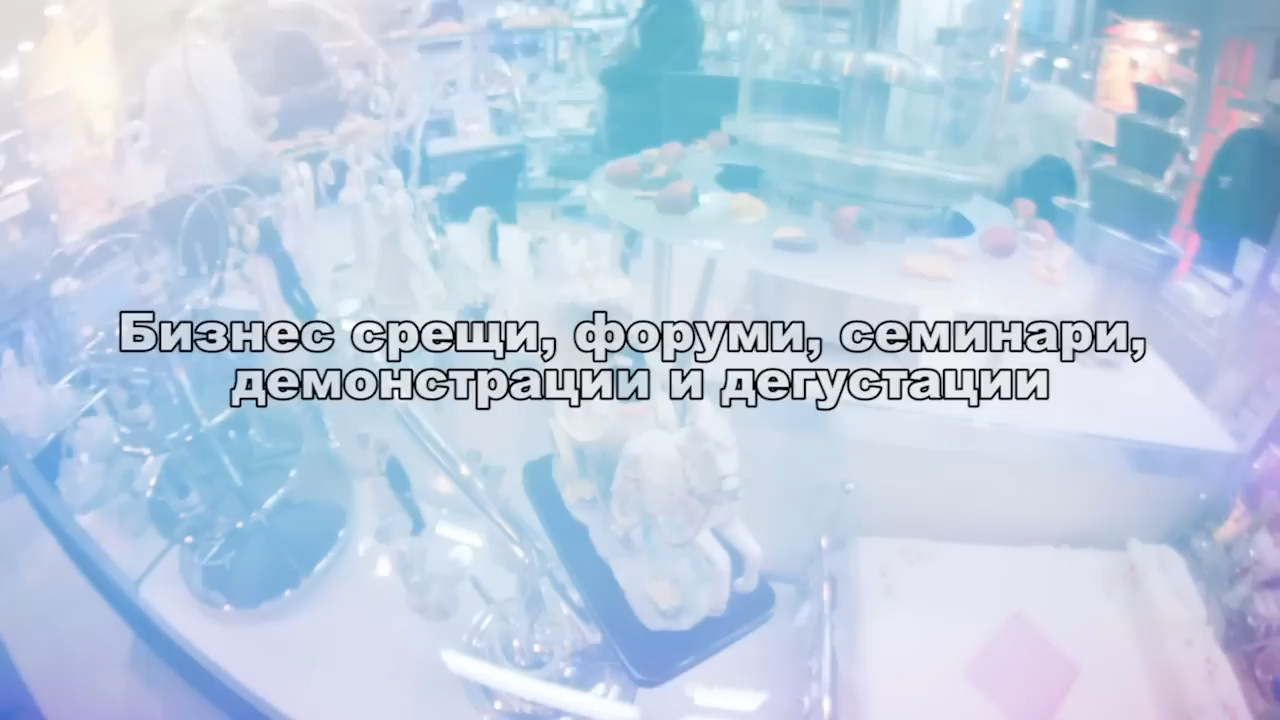 Бизнес срещи, форуми, семинари,
демонстрации и дегустации